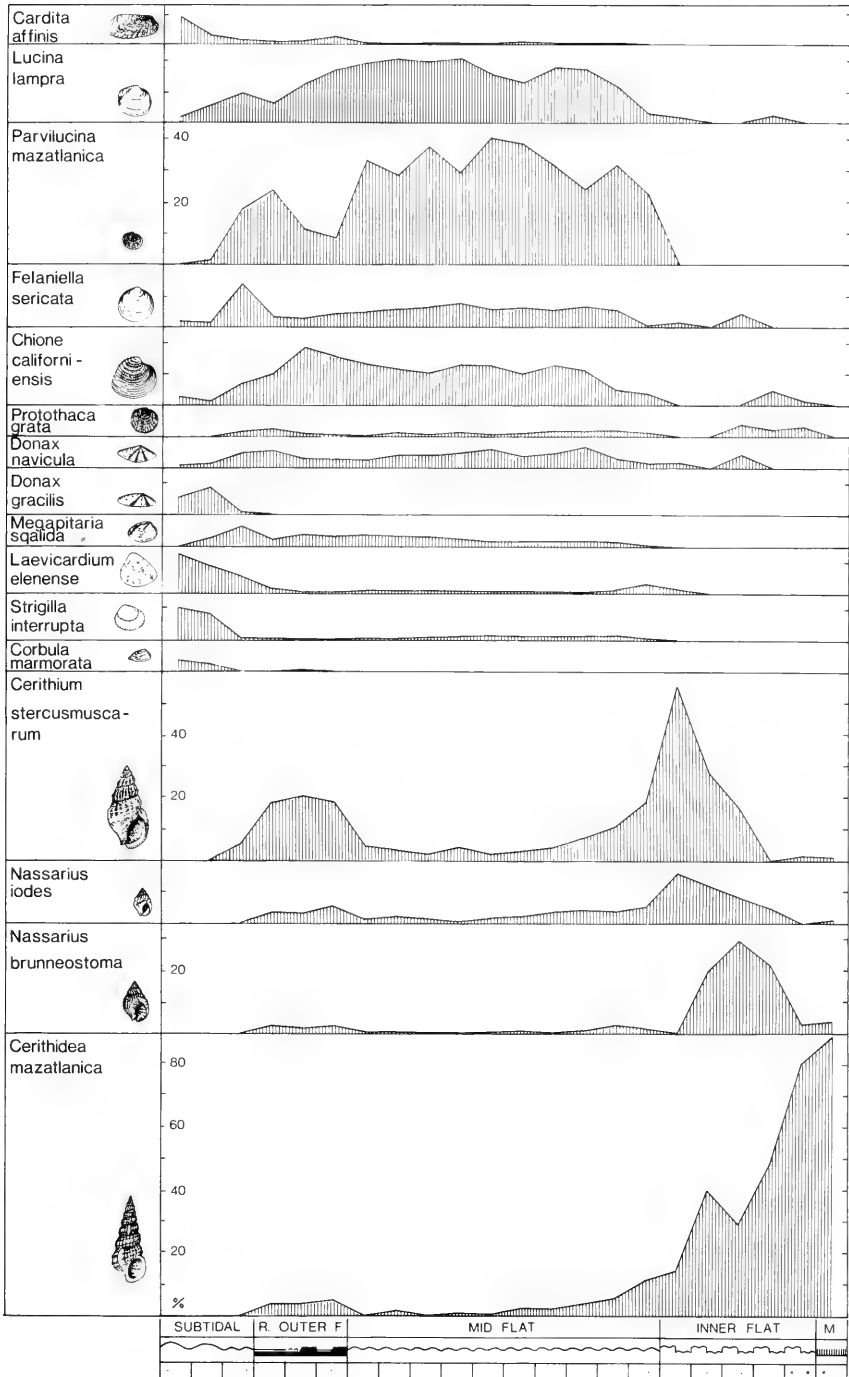 Cardita
affinis
Lucina
lampra
Parvilucina
mazatlanica
40
20
Felaniella
sericata
Chione
californi-
ensis
Protothaca
grata
Donax
navicula
Donax
gracilis
Megapitaria
sqalida
Laevicardium
elenense
Strigilla
interrupta
Corbula
marmorata
Cerithium
stercusmusca-
rum
40
20
Nassarius
iodes
Nassarius
brunneostoma
20
Cerithidea
mazatlanica
80
60
40
20
%
SUBTIDAL R. OUTER F MID FLAT INNER FLAT M